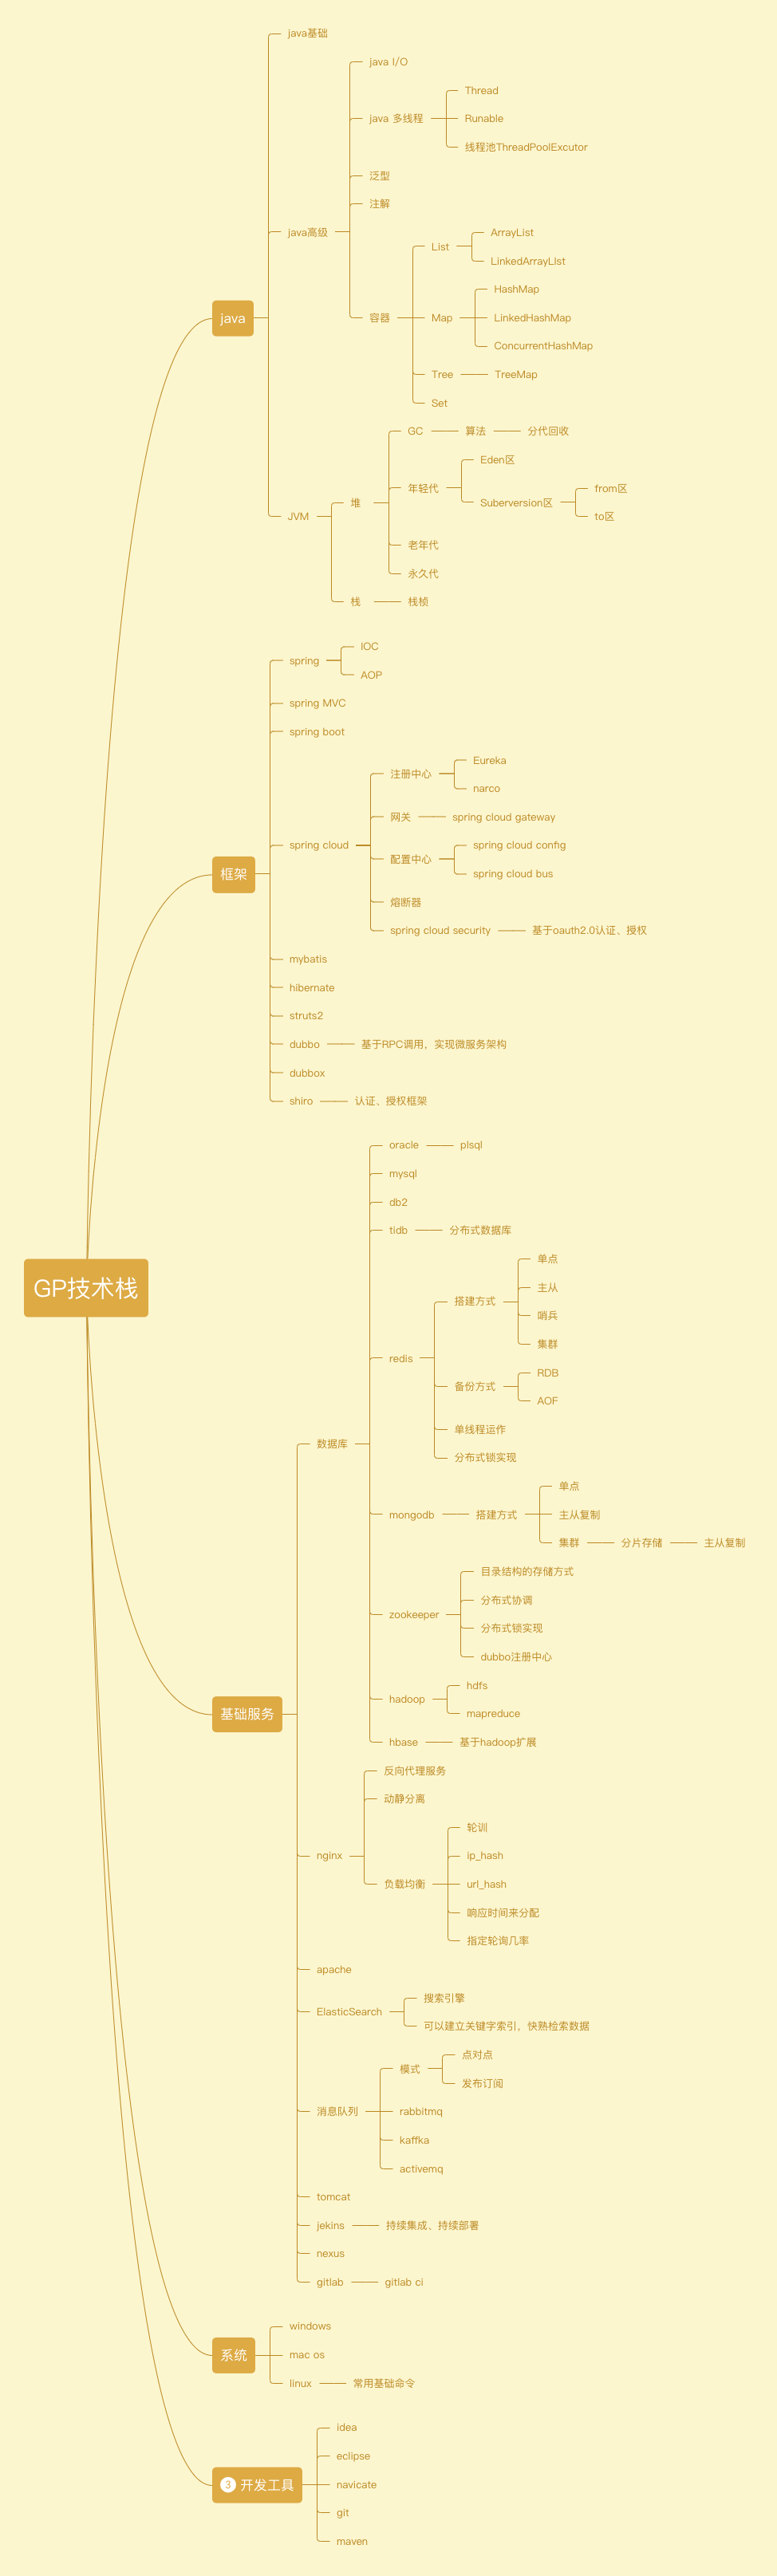 GP技术栈
java
java基础
java高级
java I/O
java 多线程
Thread
Runable
线程池ThreadPoolExcutor
泛型
注解
容器
List
ArrayList
LinkedArrayLIst
Map
HashMap
LinkedHashMap
ConcurrentHashMap
Tree
TreeMap
Set
JVM
堆
GC
算法
分代回收
年轻代
Eden区
Suberversion区
from区
to区
老年代
永久代
栈
栈桢
框架
spring
IOC
AOP
spring MVC
spring boot
spring cloud
注册中心
Eureka
narco
网关
spring cloud gateway
配置中心
spring cloud config
spring cloud bus
熔断器
spring cloud security
基于oauth2.0认证、授权
mybatis
hibernate
struts2
dubbo
基于RPC调用，实现微服务架构
dubbox
shiro
认证、授权框架
基础服务
数据库
oracle
plsql
mysql
db2
tidb
分布式数据库
redis
搭建方式
单点
主从
哨兵
集群
备份方式
RDB
AOF
单线程运作
分布式锁实现
mongodb
搭建方式
单点
主从复制
集群
分片存储
主从复制
zookeeper
目录结构的存储方式
分布式协调
分布式锁实现
dubbo注册中心
hadoop
hdfs
mapreduce
hbase
基于hadoop扩展
nginx
反向代理服务
动静分离
负载均衡
轮训
ip_hash
url_hash
响应时间来分配
指定轮询几率
apache
ElasticSearch
搜索引擎
可以建立关键字索引，快熟检索数据
消息队列
模式
点对点
发布订阅
rabbitmq
kaffka
activemq
tomcat
jekins
持续集成、持续部署
nexus
gitlab
gitlab ci
系统
windows
mac os
linux
常用基础命令
3 开发工具
idea
eclipse
navicate
git
maven